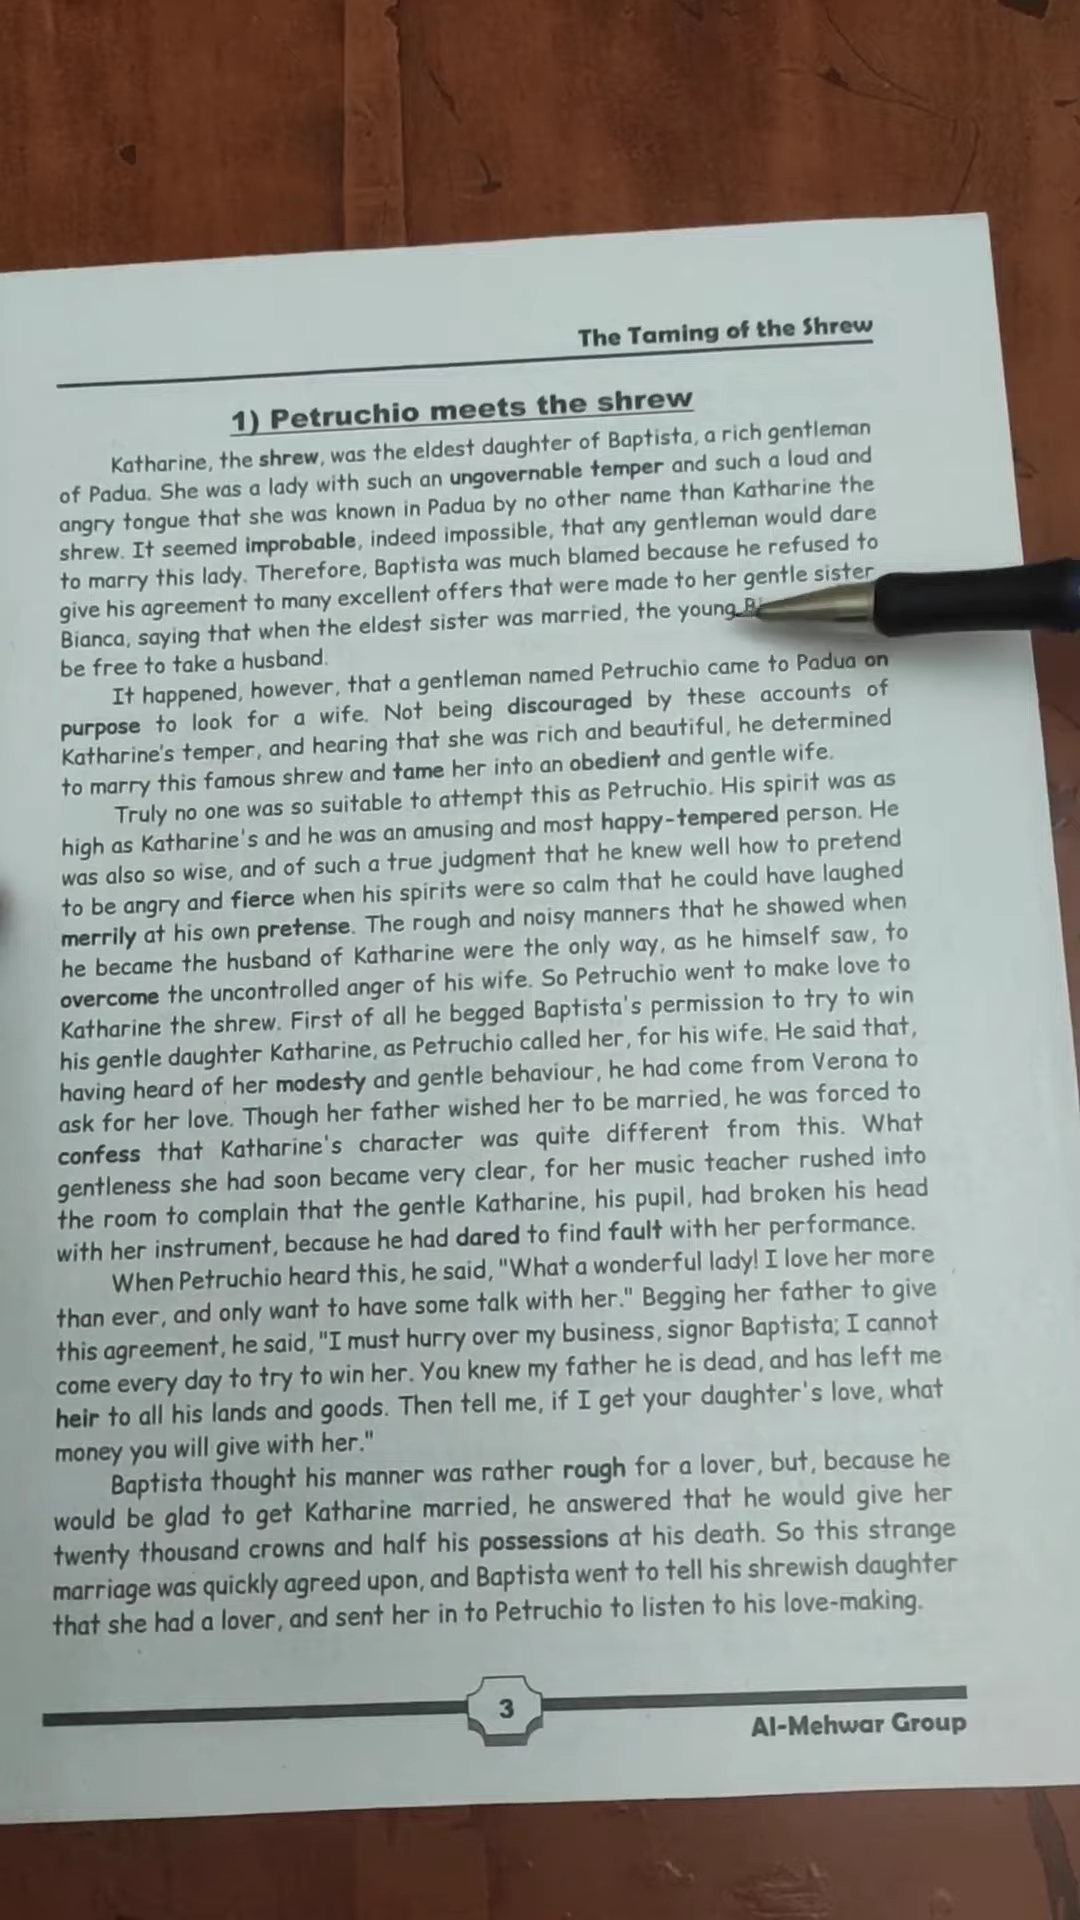 The Taming of the Shrew
1) Petruchio meets the shrew
Katharine, the shrew, was the eldest daughter of Baptista, a rich gentleman
of Padua. She was a lady with such an ungovernable temper and such a loud and
angry tongue that she was known in Padua by no other name than Katharine the
shrew. It seemed improbable, indeed impossible, that any gentleman would dare
to marry this lady. Therefore, Baptista was much blamed because he refused to
give his agreement to many excellent offers that were made to her gentle sister
Bianca, saying that when the eldest sister was married, the young
be free to take a husband.
It happened, however, that a gentleman named Petruchio came to Padua on
purpose to look for a wife. Not being discouraged by these accounts of
Katharine's temper, and hearing that she was rich and beautiful, he determined
to marry this famous shrew and tame her into an obedient and gentle wife.
Truly no one was so suitable to attempt this as Petruchio. His spirit was as
high as Katharine's and he was an amusing and most happy-tempered person. He
was also so wise, and of such a true judgment that he knew well how to pretend
to be angry and fierce when his spirits were so calm that he could have laughed
merrily at his own pretense. The rough and noisy manners that he showed when
he became the husband of Katharine were the only way, as he himself saw, to
overcome the uncontrolled anger of his wife. So Petruchio went to make love to
Katharine the shrew. First of all he begged Baptista's permission to try to win
his gentle daughter Katharine, as Petruchio called her, for his wife. He said that,
having heard of her modesty and gentle behaviour, he had come from Verona to
ask for her love. Though her father wished her to be married, he was forced to
confess that Katharine's character was quite different from this. What
gentleness she had soon became very clear, for her music teacher rushed into
the room to complain that the gentle Katharine, his pupil, had broken his head
with her instrument, because he had dared to find fault with her performance.
When Petruchio heard this, he said, "What a wonderful lady! I love her more
than ever, and only want to have some talk with her." Begging her father to give
this agreement, he said, "I must hurry over my business, signor Baptista; I cannot
come every day to try to win her. You knew my father he is dead, and has left me
heir to all his lands and goods. Then tell me, if I get your daughter's love, what
money you will give with her."
Baptista thought his manner was rather rough for a lover, but, because he
would be glad to get Katharine married, he answered that he would give her
twenty thousand crowns and half his possessions at his death. So this strange
marriage was quickly agreed upon, and Baptista went to tell his shrewish daughter
that she had a lover, and sent her in to Petruchio to listen to his love-making.
3
Al-Mehwar Group